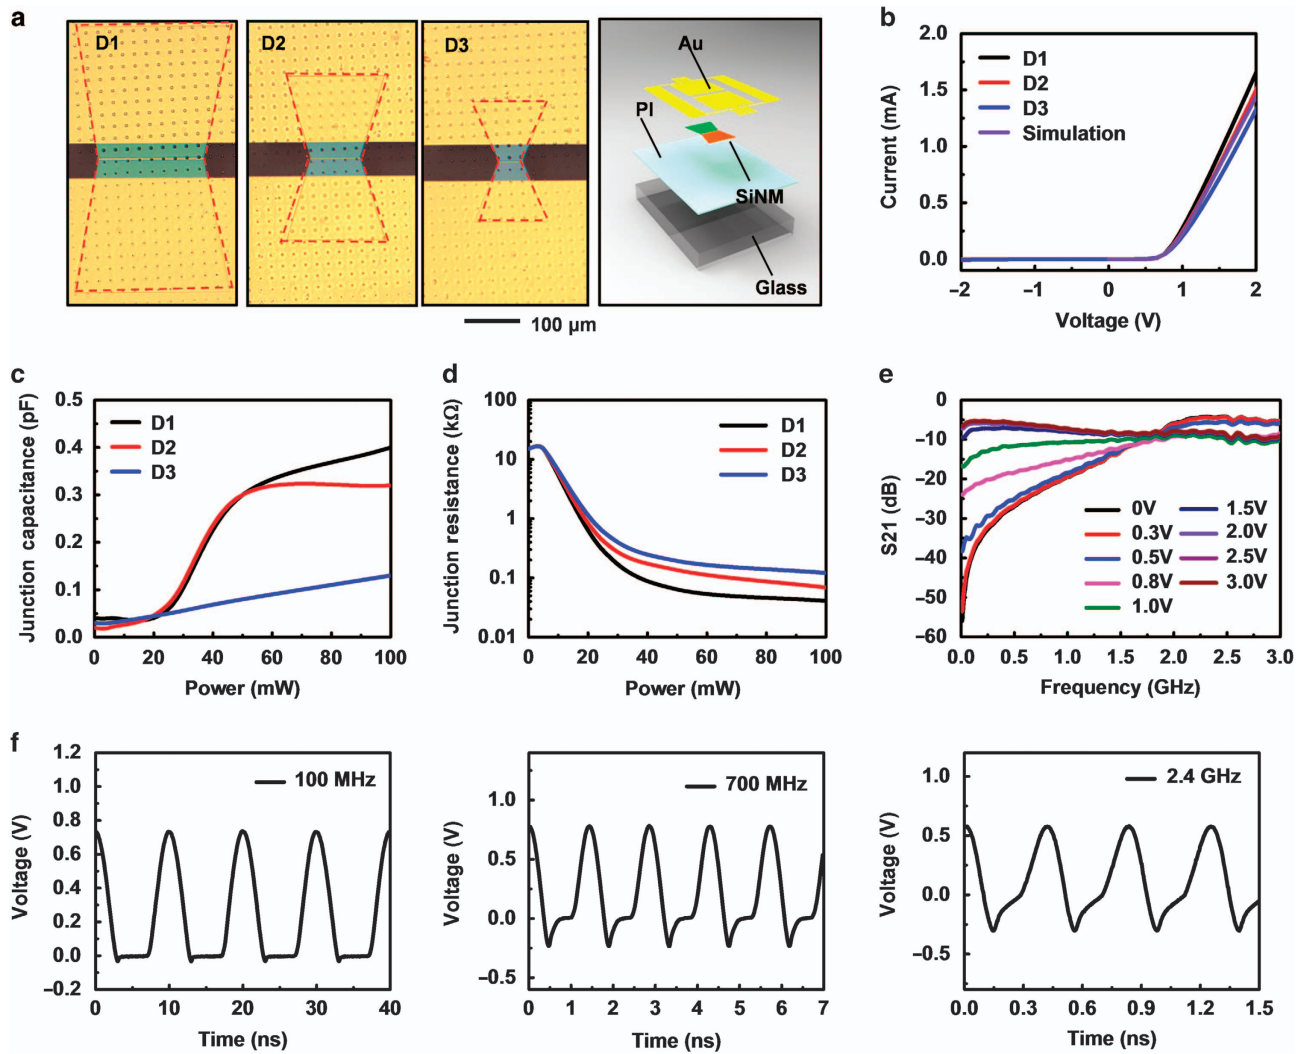 a
D1
D2
D3
Au
PI
SiNM
Glass
100 µm
b
2.0
1.5
1.0
0.5
0.0
Current (mA)
D1
D2
D3
Simulation
–2
–1
0
1
2
Voltage (V)
c
0.5
0.4
0.3
0.2
0.1
0.0
Junction capacitance (pF)
D1
D2
D3
0
20
40
60
80
100
Power (mW)
d
100
10
1
0.1
0.01
Junction resistance (kΩ)
D1
D2
D3
0
20
40
60
80
100
Power (mW)
e
0
–10
–20
–30
–40
–50
–60
S21 (dB)
0V
0.3V
0.5V
0.8V
1.0V
1.5V
2.0V
2.5V
3.0V
0.0
0.5
1.0
1.5
2.0
2.5
3.0
Frequency (GHz)
f
1.2
1.0
0.8
0.6
0.4
0.2
0.0
–0.2
Voltage (V)
100 MHz
0
10
20
30
40
Time (ns)
1.0
0.5
0.0
–0.5
Voltage (V)
700 MHz
0
1
2
3
4
5
6
7
Time (ns)
1.0
0.5
0.0
–0.5
Voltage (V)
2.4 GHz
0.0
0.3
0.6
0.9
1.2
1.5
Time (ns)